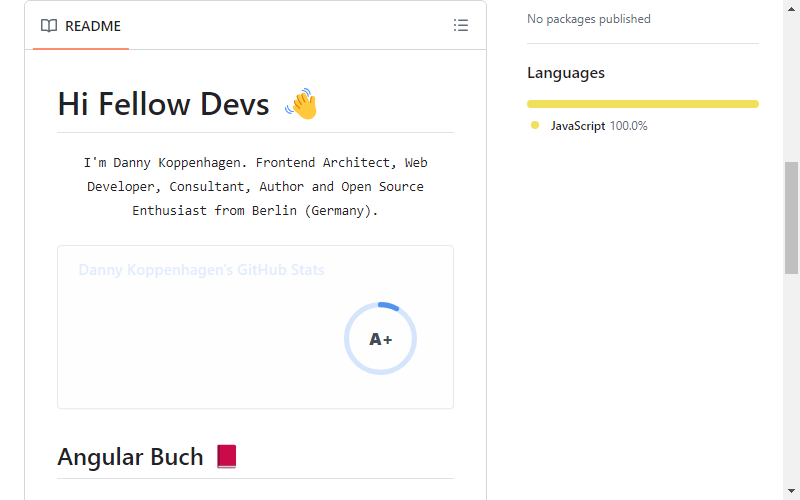 README
Hi Fellow Devs 👋
I'm Danny Koppenhagen. Frontend Architect, Web
Developer, Consultant, Author and Open Source
Enthusiast from Berlin (Germany).
Danny Koppenhagen's GitHub Stats
A+
Angular Buch 📕
No packages published
Languages
JavaScript 100.0%